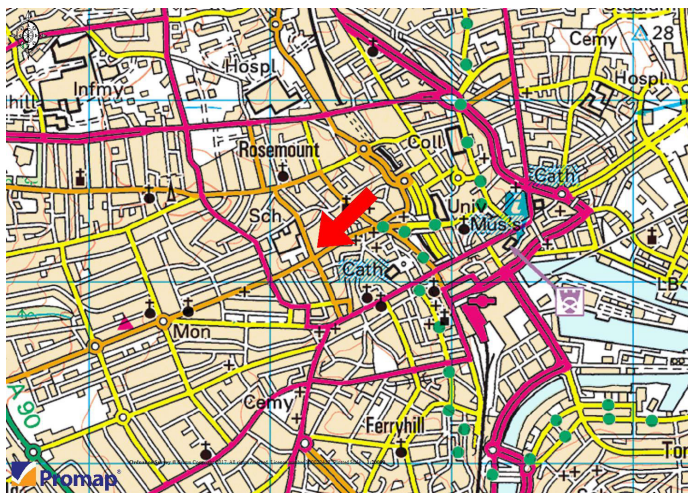 Cemy
28
Hospl
Hospl
Infmy
hill
Rosemount
Coll
Cath
Sch
Univ
Mus's
Cath
LB
Mon
A 90
Cemy
Ferryhill
Tor
Promap